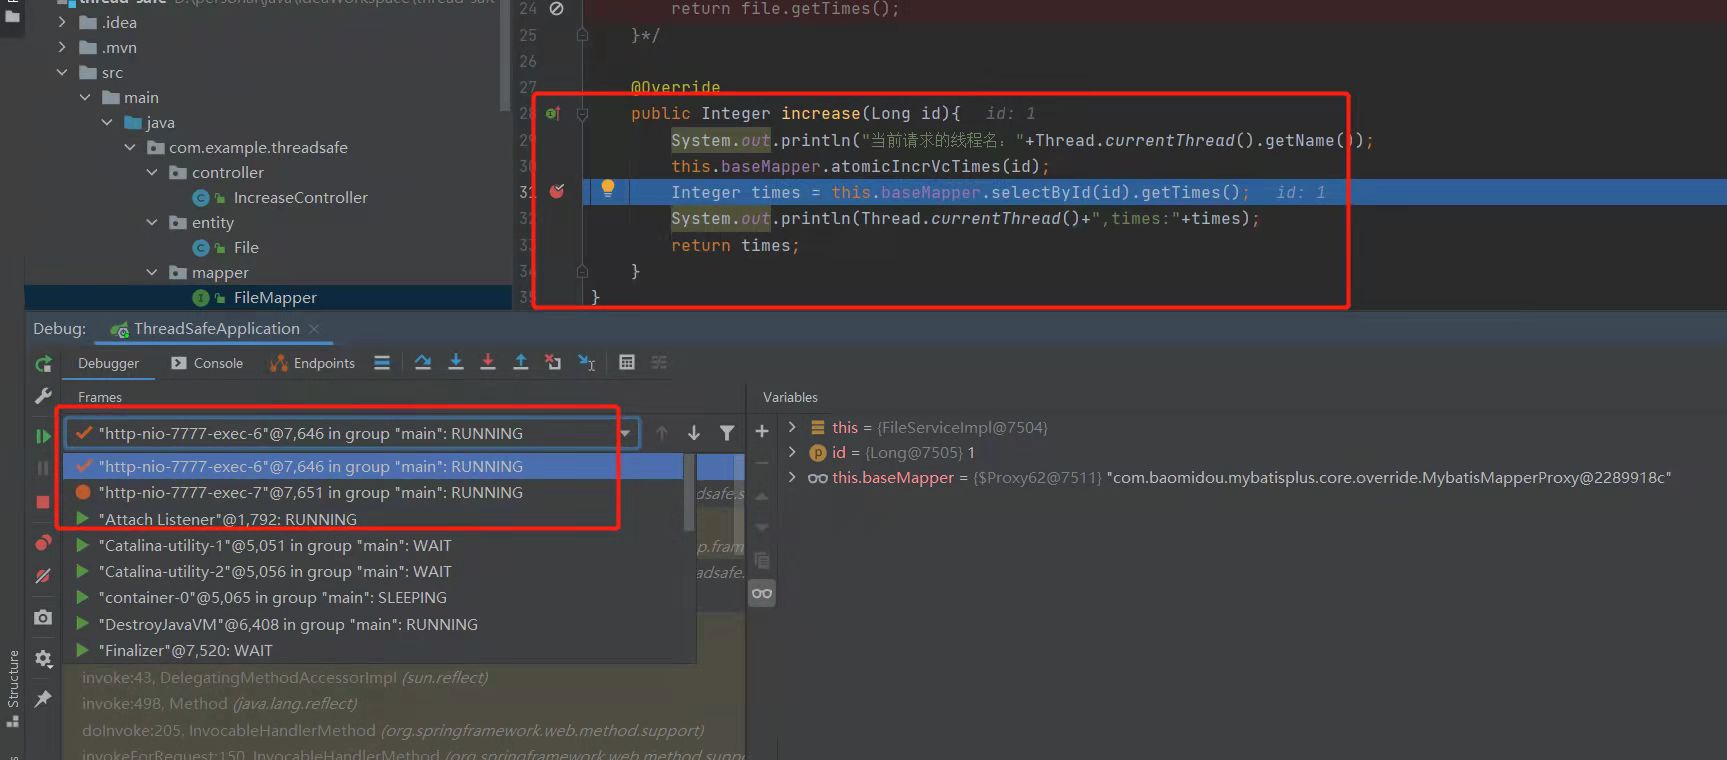 thread-safe D:\personal\java\ideaWorkspace\thread-saf
.idea
.mvn
src
main
java
com.example.threadsafe
controller
IncreaseController
entity
File
mapper
FileMapper
24 return file.getTimes();
25 }*/
26
27 @Override
28 public Integer increase(Long id){ id: 1
29 System.out.println("当前请求的线程名："+Thread.currentThread().getName());
30 this.baseMapper.atomicIncrVcTimes(id);
31 Integer times = this.baseMapper.selectById(id).getTimes(); id: 1
32 System.out.println(Thread.currentThread()+",times:"+times);
33 return times;
34 }
35 }
Debug: ThreadSafeApplication
Debugger Console Endpoints
Frames
"http-nio-7777-exec-6"@7,646 in group "main": RUNNING
"http-nio-7777-exec-6"@7,646 in group "main": RUNNING
"http-nio-7777-exec-7"@7,651 in group "main": RUNNING
"Attach Listener"@1,792: RUNNING
"Catalina-utility-1"@5,051 in group "main": WAIT
"Catalina-utility-2"@5,056 in group "main": WAIT
"container-0"@5,065 in group "main": SLEEPING
"DestroyJavaVM"@6,408 in group "main": RUNNING
"Finalizer"@7,520: WAIT
dsafe.s
p.fram
adsafe.
invoke:43, DelegatingMethodAccessorImpl (sun.reflect)
invoke:498, Method (java.lang.reflect)
doInvoke:205, InvocableHandlerMethod (org.springframework.web.method.support)
invokeForRequest:150, InvocableHandlerMethod (org.springframework.web.method.suppo
Variables
this = {FileServiceImpl@7504}
id = {Long@7505} 1
this.baseMapper = {$Proxy62@7511} "com.baomidou.mybatisplus.core.override.MybatisMapperProxy@2289918c"
Structure